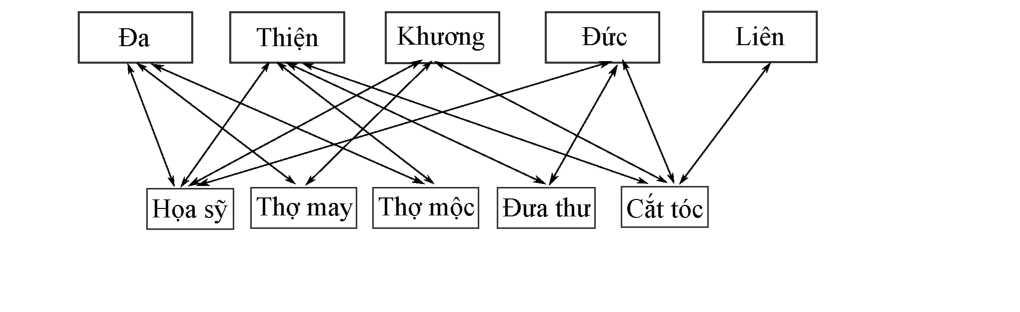 Đa Thiện Khương Đức Liên
Họa sỹ Thợ may Thợ mộc Đưa thư Cắt tóc